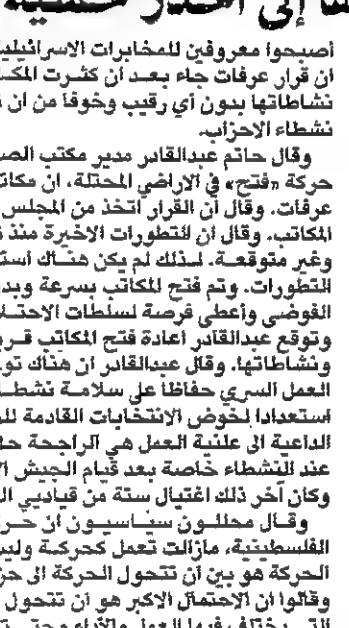 إلى
أصبحوا معروفين للمخابرات الاسرائيلية
أن قرار عرفات جاء بعد أن كثرت
نشاطاتها بدون أي رقيب وخوفا من ان
نشطاء الاحزاب.
وقال حاتم عبدالقادر مدير مكتب
حركة «فتح» في الاراضي المحتلة، ان
عرفات. وقال أن القرار اتخذ من المجلس
المكاتب. وقال ان التطورات الاخيرة منذ
وغير متوقعة. لذلك لم يكن هناك
التطورات. وتم فتح المكاتب بسرعة
الفوضى وأعطى فرصة لسلطات
وتوقع عبدالقادر أعادة فتح المكاتب
ونشاطاتها. وقال عبدالقادر ان هناك
العمل السري حفاظا على سلامة
استعدادا لخوض الانتخابات القادمة
الداعية الى علنية العمل هي الراجحة
عند النشطاء خاصة بعد قيام الجيش
وكان آخر ذلك اغتيال ستة من قياديي
وقال محللون سياسيون ان
الفلسطينية، مازالت تعمل كحركة
الحركة هو بين أن تتحول الحركة الى
وقالوا ان الاحتمال الاكبر هو أن تتحول